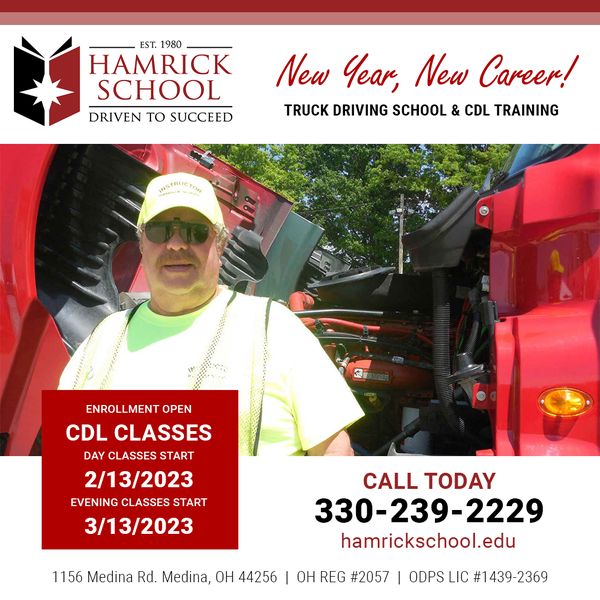 EST. 1980
HAMRICK
SCHOOL
DRIVEN TO SUCCEED
New Year, New Career!
TRUCK DRIVING SCHOOL & CDL TRAINING
INSTRUCTOR
ENROLLMENT OPEN
CDL CLASSES
DAY CLASSES START
2/13/2023
EVENING CLASSES START
3/13/2023
CALL TODAY
330-239-2229
hamrickschool.edu
1156 Medina Rd. Medina, OH 44256 | OH REG #2057 | ODPS LIC #1439-2369